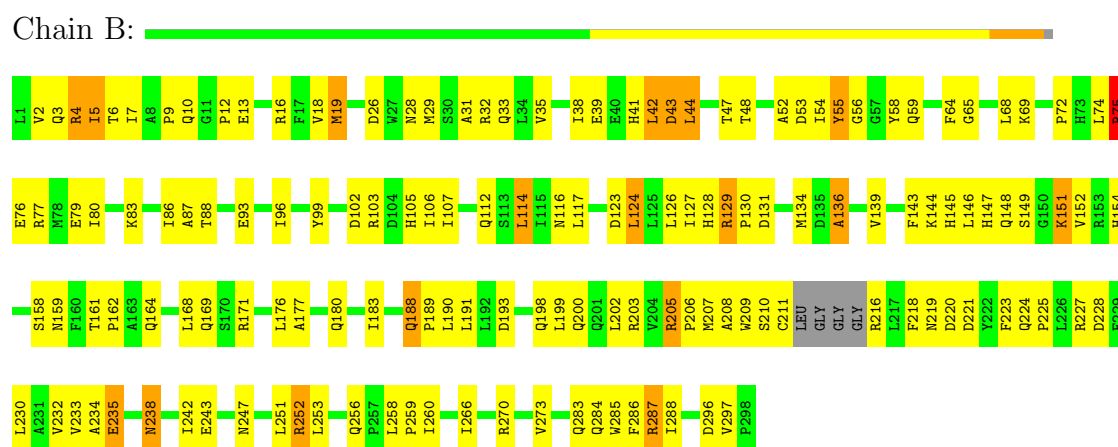 Chain B:
L1 V2 Q3 R4 I5 T6 I7 A8 P9 Q10 G11 P12 E13 R16 F17 V18 M19 D26 W27 N28 M29 S30 A31 R32 Q33 L34 V35 I38 E39 E40 H41 L42 D43 L44 T47 T48 A52 D53 I54 Y55 G56 G57 Y58 Q59 F64 G65 L68 K69 P72 H73 L74 R75
E76 R77 M78 E79 I80 K83 I86 A87 T88 E93 I96 Y99 D102 R103 D104 H105 I106 I107 Q112 S113 L114 I115 N116 L117 D123 L124 L125 L126 I127 H128 R129 P130 D131 M134 D135 A136 V139 F143 K144 H145 L146 H147 Q148 S149 G150 K151 V152 R153 H154
S158 N159 F160 T161 P162 A163 Q164 L168 Q169 S170 R171 L176 A177 Q180 I183 Q188 P189 L190 L191 L192 D193 Q198 L199 Q200 Q201 L202 R203 V204 R205 P206 M207 A208 W209 S210 C211 LEU GLY GLY GLY R216 L217 F218 N219 D220 D221 Y222 F223 Q224 P225 L226 R227 D228
L230 A231 V232 V233 A234 E235 N238 I242 E243 N247 L251 R252 L253 Q256 P257 L258 P259 I260 I266 R270 V273 Q283 Q284 W285 F286 R287 I288 D296 V297 P298